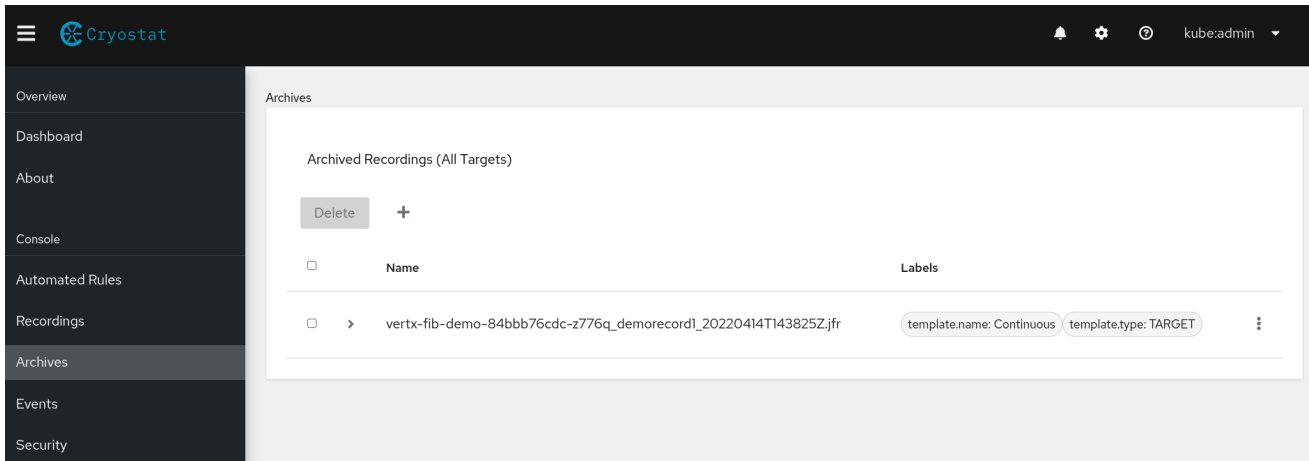 Cryostat
kube:admin
Overview
Dashboard
About
Console
Automated Rules
Recordings
Archives
Events
Security
Archives
Archived Recordings (All Targets)
Delete
Name Labels
vertx-fib-demo-84bbb76cdc-z776q_demorecord1_20220414T143825Z.jfr template.name: Continuous template.type: TARGET